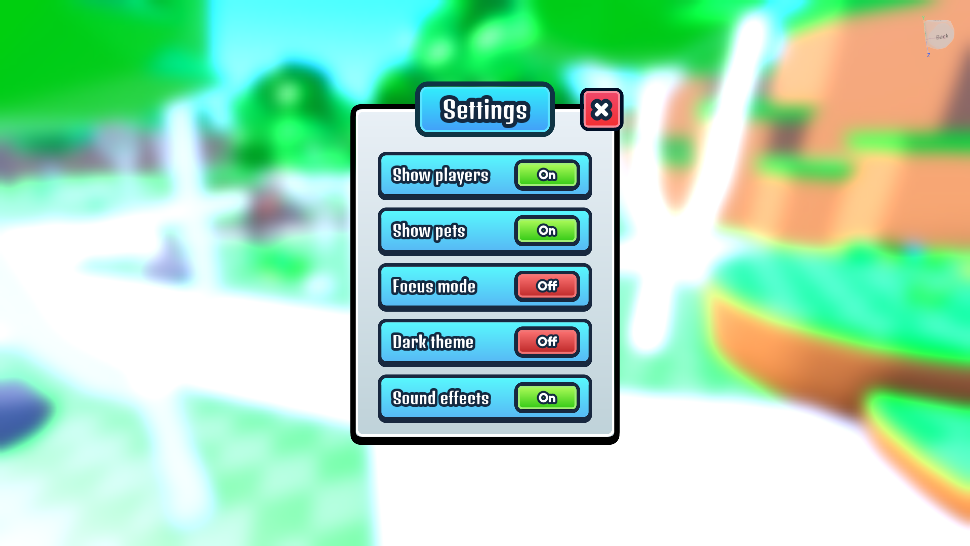 Settings
Show players On
Show pets On
Focus mode Off
Dark theme Off
Sound effects On